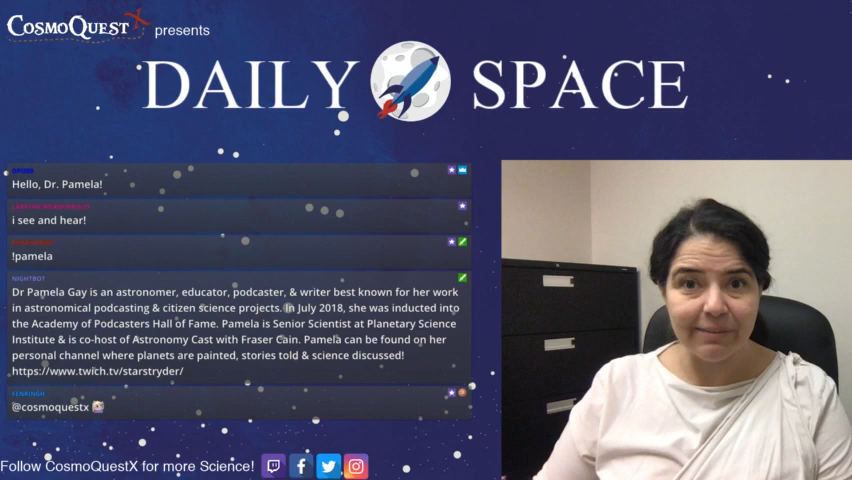 COSMOQUEST X presents
DAILY SPACE
Hello, Dr. Pamela!
i see and hear!
!pamela
NIGHTBOT
Dr Pamela Gay is an astronomer, educator, podcaster, & writer best known for her work
in astronomical podcasting & citizen science projects. In July 2018, she was inducted into
the Academy of Podcasters Hall of Fame. Pamela is Senior Scientist at Planetary Science
Institute & is co-host of Astronomy Cast with Fraser Cain. Pamela can be found on her
personal channel where planets are painted, stories told & science discussed!
https://www.twitch.tv/starstryder/
@cosmoquestx
Follow CosmoQuestX for more Science!